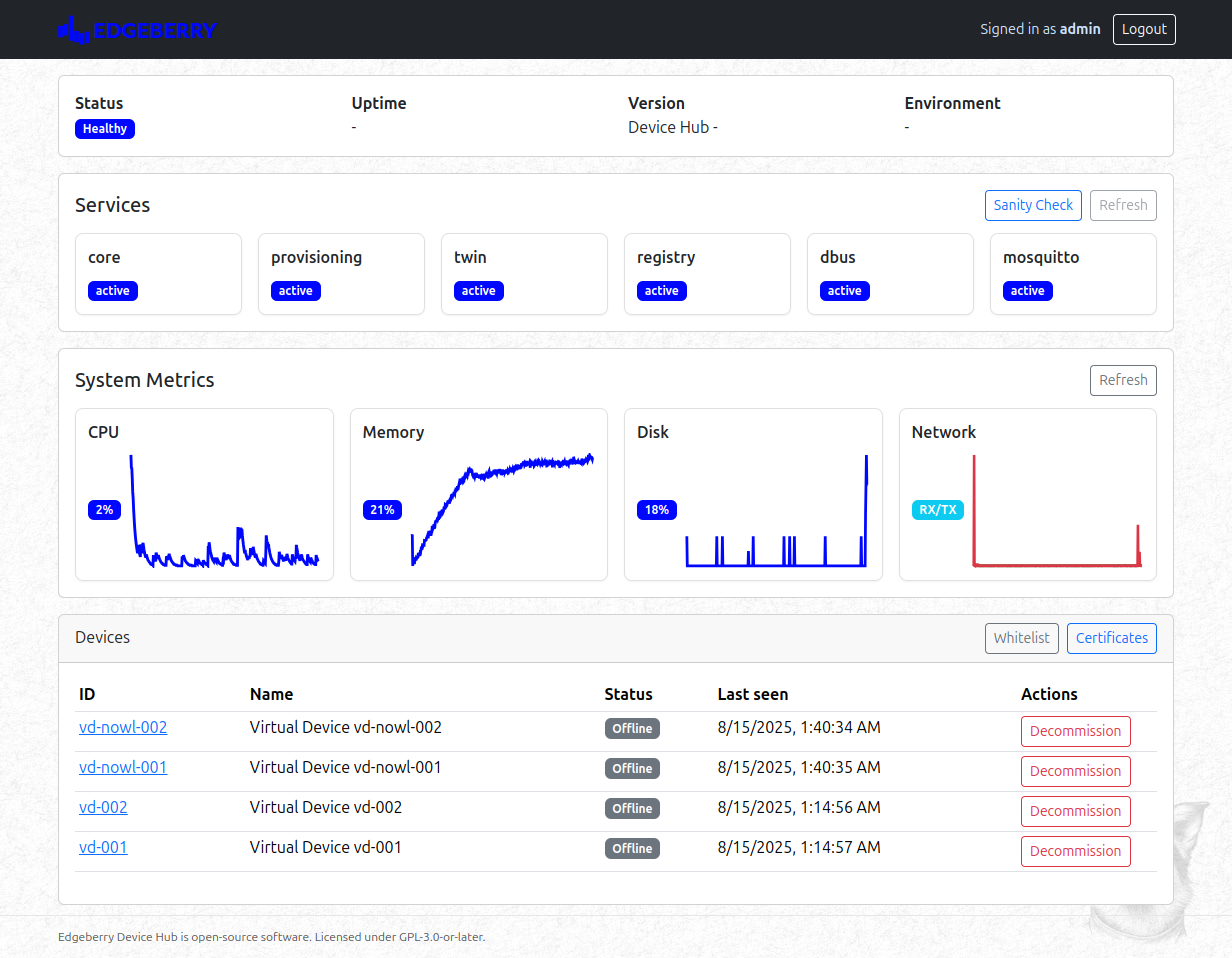 EDGEBERRY
Signed in as admin Logout
Status Uptime Version Environment
Healthy - Device Hub - -
Services Sanity Check Refresh
core provisioning twin registry dbus mosquitto
active active active active active active
System Metrics Refresh
CPU Memory Disk Network
2% 21% 18% RX/TX
Devices Whitelist Certificates
ID Name Status Last seen Actions
vd-nowl-002 Virtual Device vd-nowl-002 Offline 8/15/2025, 1:40:34 AM Decommission
vd-nowl-001 Virtual Device vd-nowl-001 Offline 8/15/2025, 1:40:35 AM Decommission
vd-002 Virtual Device vd-002 Offline 8/15/2025, 1:14:56 AM Decommission
vd-001 Virtual Device vd-001 Offline 8/15/2025, 1:14:57 AM Decommission
Edgeberry Device Hub is open-source software. Licensed under GPL-3.0-or-later.